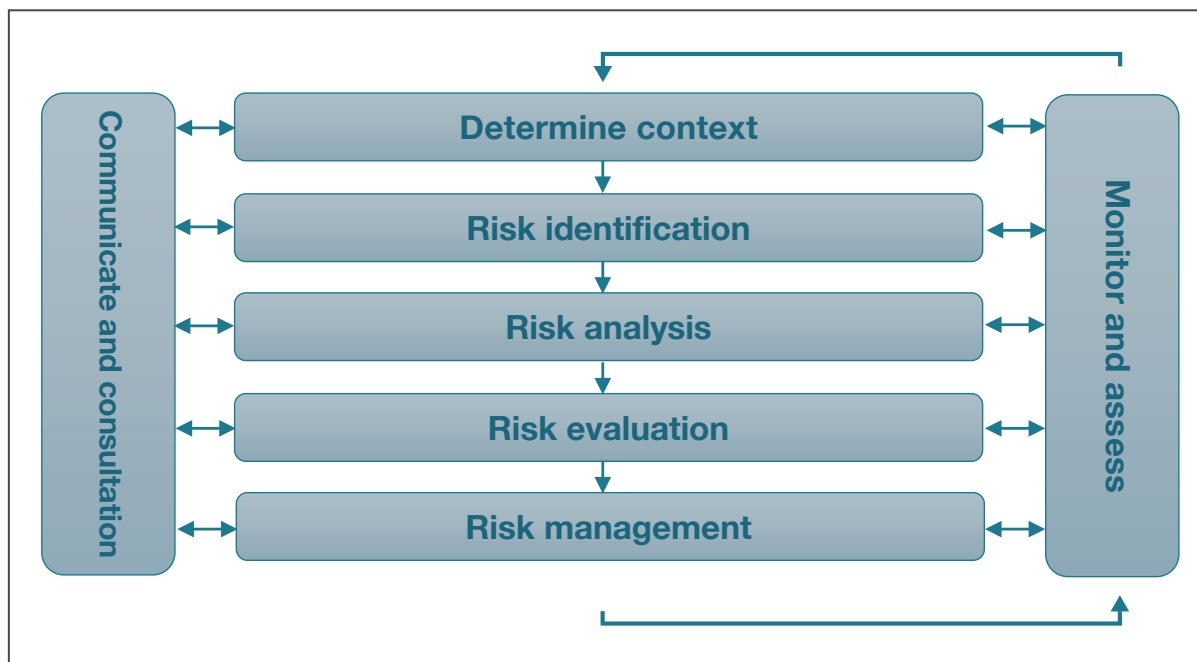 Communicate and consultation
Determine context
Risk identification
Risk analysis
Risk evaluation
Risk management
Monitor and assess